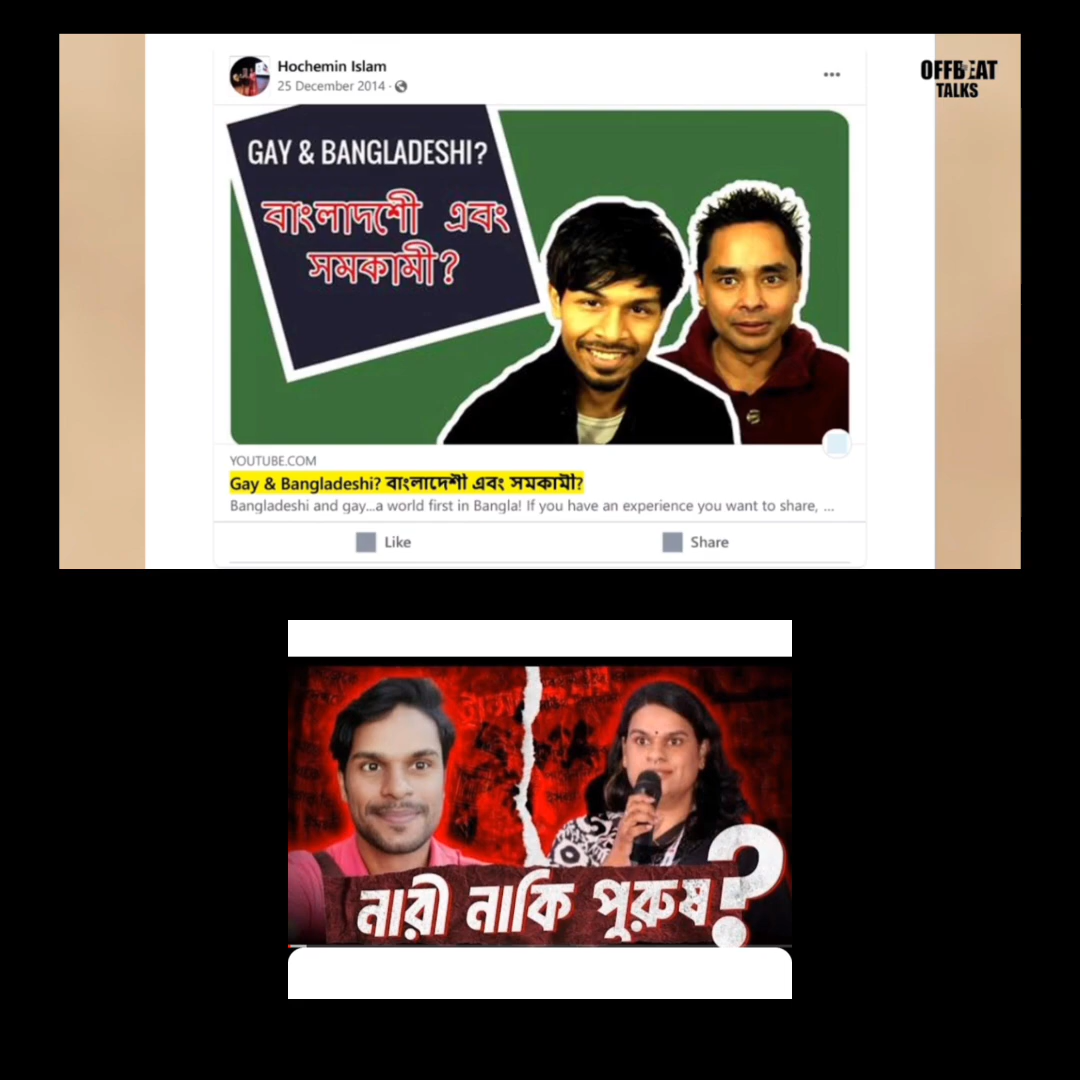 Hochemin Islam
25 December 2014
OFFBEAT
TALKS
GAY & BANGLADESHI?
বাংলাদশেী এবং
সমকামী?
YOUTUBE.COM
Gay & Bangladeshi? বাংলাদেশী এবং সমকামী?
Bangladeshi and gay...a world first in Bangla! If you have an experience you want to share, ...
Like
Share
নারী নাকি পুরুষ?